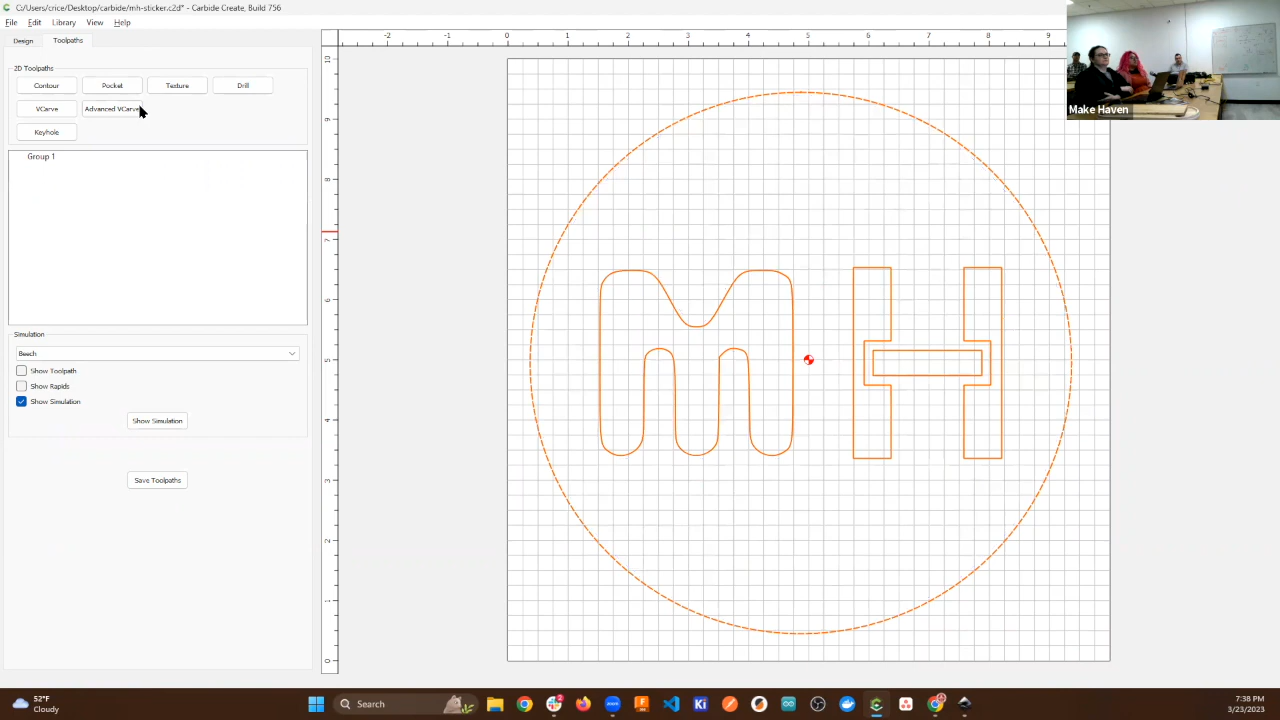 C:/Users/crice/Desktop/carbide/mh-sticker.c2d* - Carbide Create, Build 756
File Edit Library View Help
Design Toolpaths
2D Toolpaths
Contour Pocket Texture Drill
VCarve Advanced VCarve
Keyhole
Group 1
Simulation
Beech
Show Toolpath
Show Rapids
Show Simulation
Show Simulation
Save Toolpaths
-2 -1 0 1 2 3 4 5 6 7 8 9
10
9
8
7
6
5
4
3
2
1
0
MH
Make Haven
52°F
Cloudy
Search
zoom
Ki
7:38 PM
3/23/2023